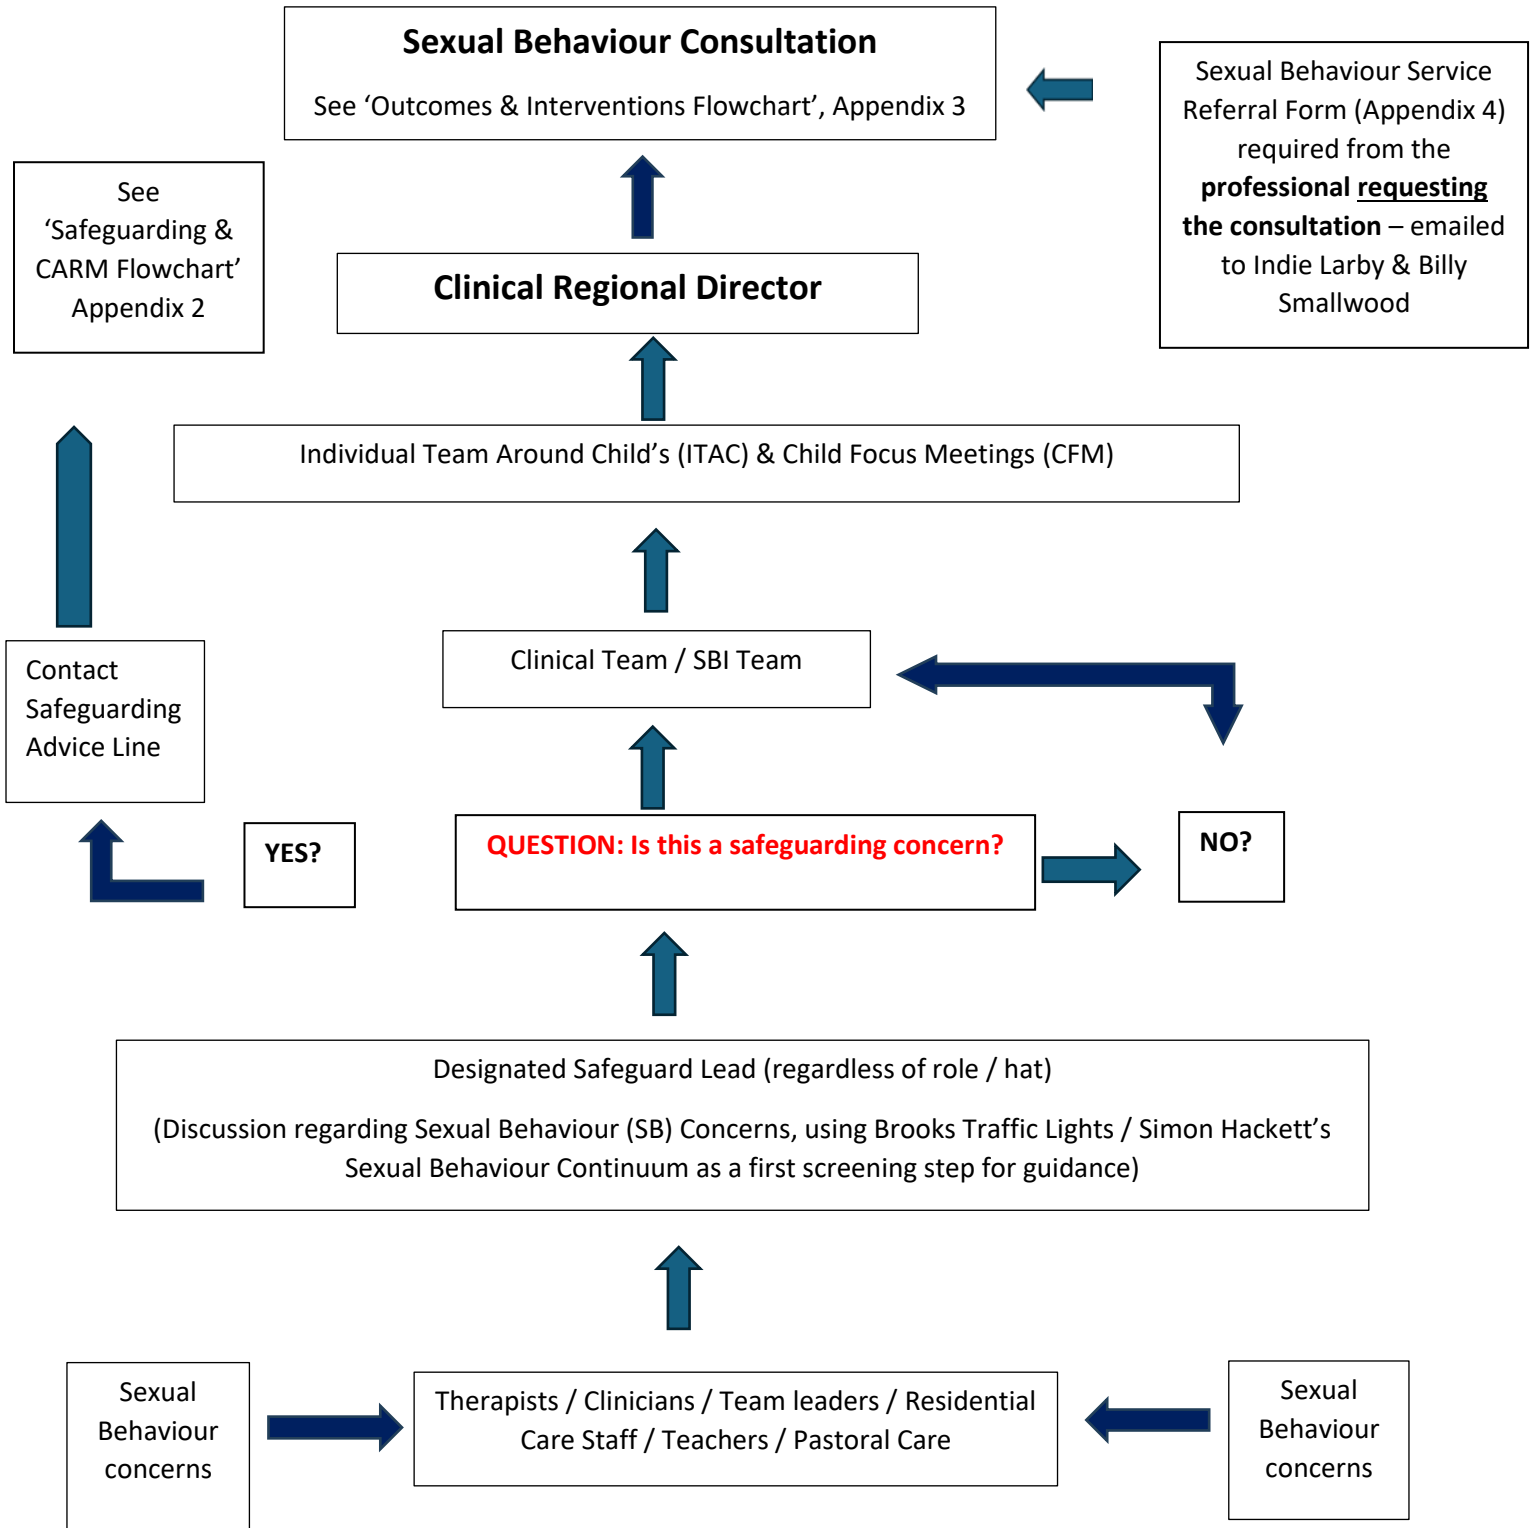 Sexual Behaviour Consultation
See ‘Outcomes & Interventions Flowchart’, Appendix 3
Sexual Behaviour Service
Referral Form (Appendix 4)
required from the
professional requesting
the consultation – emailed
to Indie Larby & Billy
Smallwood
See
‘Safeguarding &
CARM Flowchart’
Appendix 2
Clinical Regional Director
Individual Team Around Child’s (ITAC) & Child Focus Meetings (CFM)
Clinical Team / SBI Team
Contact
Safeguarding
Advice Line
YES?
QUESTION: Is this a safeguarding concern?
NO?
Designated Safeguard Lead (regardless of role / hat)
(Discussion regarding Sexual Behaviour (SB) Concerns, using Brooks Traffic Lights / Simon Hackett’s
Sexual Behaviour Continuum as a first screening step for guidance)
Sexual
Behaviour
concerns
Therapists / Clinicians / Team leaders / Residential
Care Staff / Teachers / Pastoral Care
Sexual
Behaviour
concerns